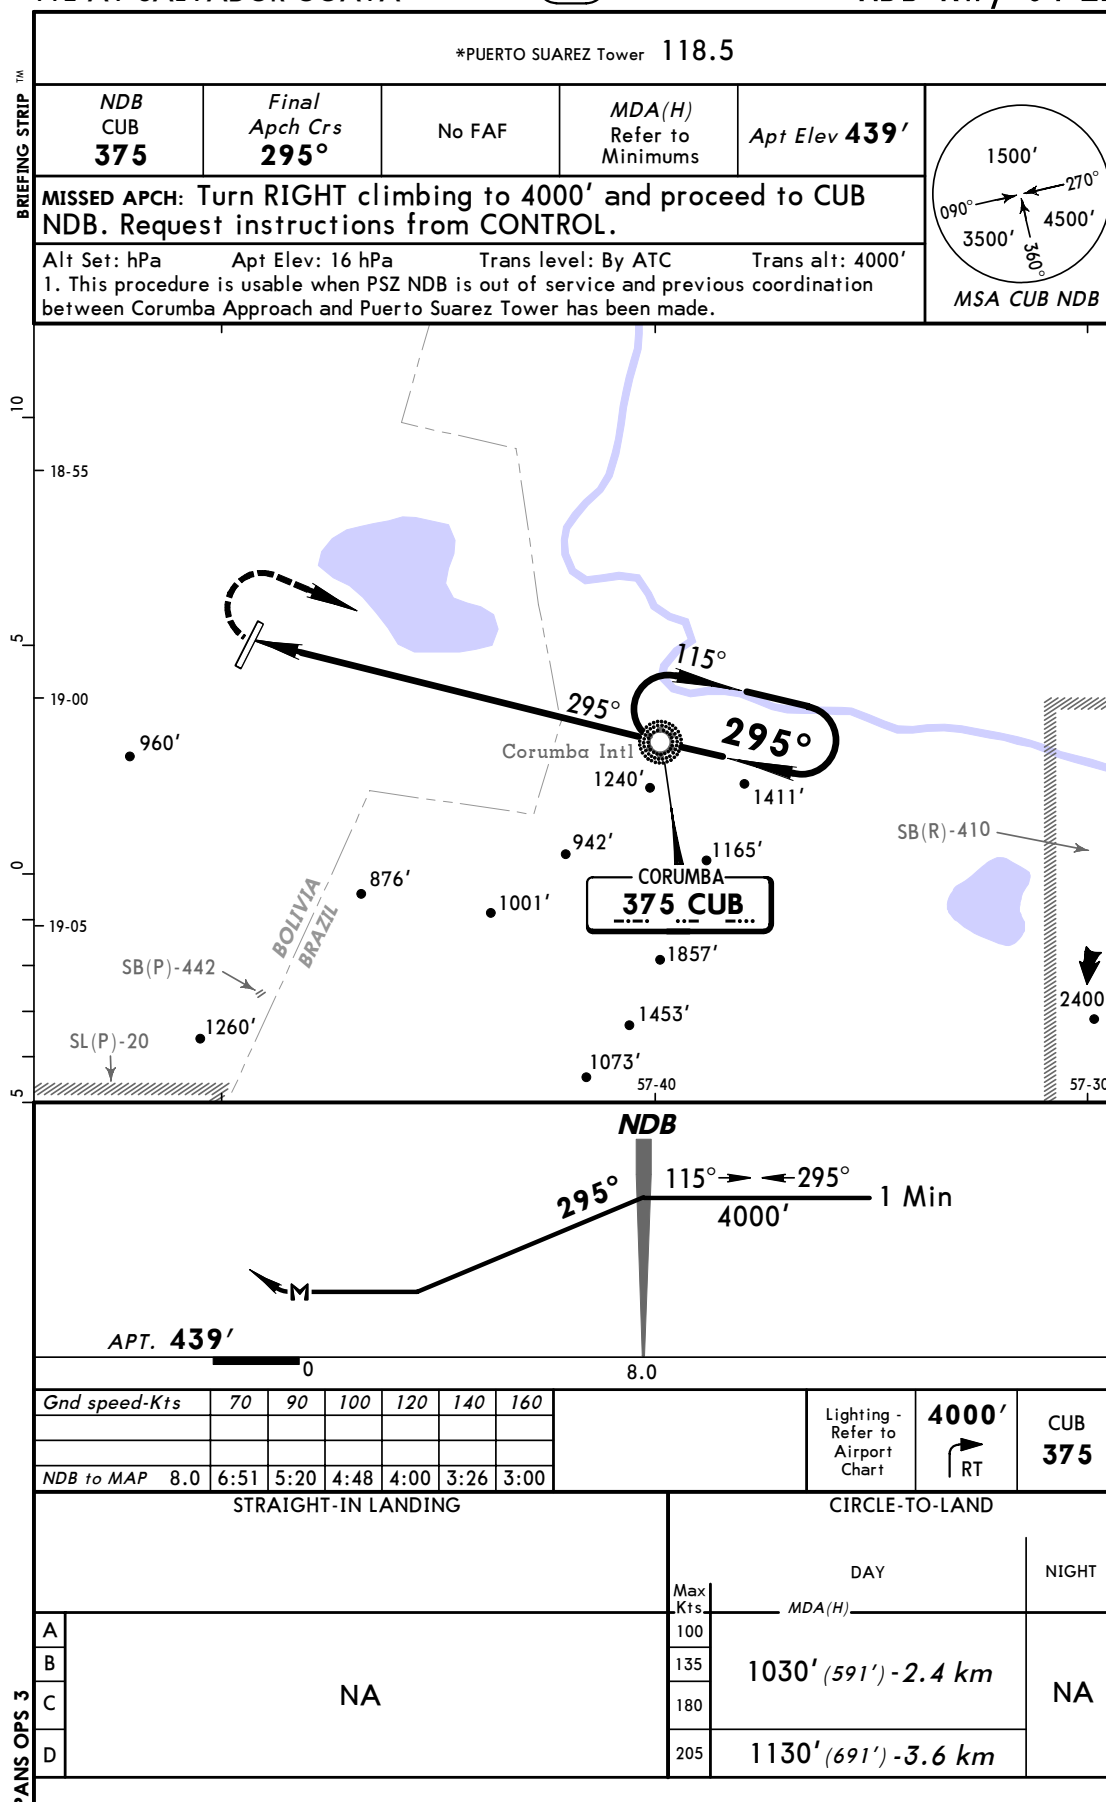 *PUERTO SUAREZ Tower 118.5
BRIEFING STRIP TM
NDB
CUB
375
Final
Apch Crs
295°
No FAF
MDA(H)
Refer to
Minimums
Apt Elev 439'
MISSED APCH: Turn RIGHT climbing to 4000' and proceed to CUB
NDB. Request instructions from CONTROL.
Alt Set: hPa Apt Elev: 16 hPa Trans level: By ATC Trans alt: 4000'
1. This procedure is usable when PSZ NDB is out of service and previous coordination
between Corumba Approach and Puerto Suarez Tower has been made.
1500'
270°
090°
4500'
3500'
360°
MSA CUB NDB
10
18-55
5
115°
19-00
295°
295°
960'
Corumba Intl
1240'
1411'
SB(R)-410
942'
1165'
0
876'
CORUMBA
375 CUB
1001'
19-05
BOLIVIA
BRAZIL
1857'
SB(P)-442
2400
1453'
1260'
SL(P)-20
1073'
57-40
57-30
5
NDB
115° 295°
295°
1 Min
4000'
M
APT. 439'
0
8.0
Gnd speed-Kts 70 90 100 120 140 160
NDB to MAP 8.0 6:51 5:20 4:48 4:00 3:26 3:00
Lighting -
Refer to
Airport
Chart
4000'
RT
CUB
375
STRAIGHT-IN LANDING
CIRCLE-TO-LAND
DAY
NIGHT
Max
Kts
MDA(H)
A
100
B
135
1030' (591') -2.4 km
NA
NA
C
180
D
205
1130' (691') -3.6 km
PANS OPS 3